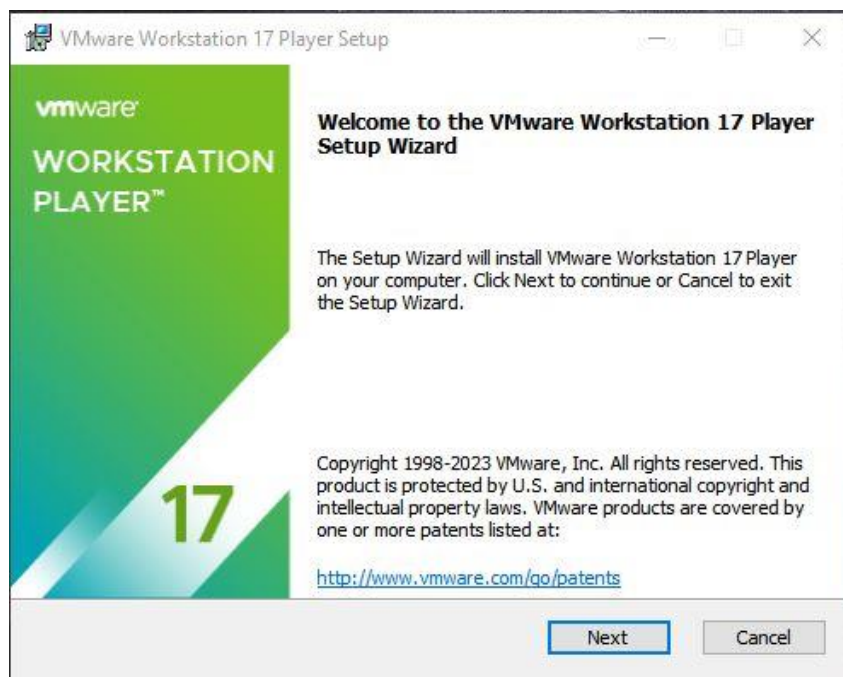 VMware Workstation 17 Player Setup
vmware
WORKSTATION
PLAYER™
Welcome to the VMware Workstation 17 Player
Setup Wizard
The Setup Wizard will install VMware Workstation 17 Player
on your computer. Click Next to continue or Cancel to exit
the Setup Wizard.
Copyright 1998-2023 VMware, Inc. All rights reserved. This
product is protected by U.S. and international copyright and
intellectual property laws. VMware products are covered by
one or more patents listed at:
17
http://www.vmware.com/go/patents
Next
Cancel